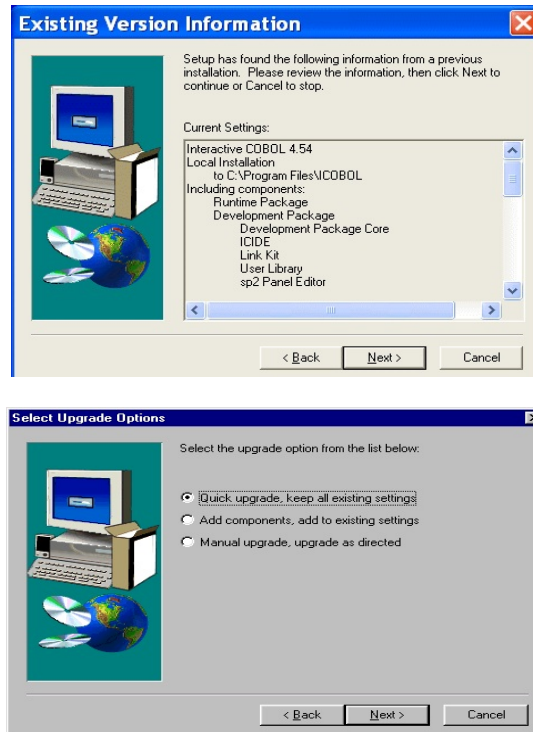 Existing Version Information
Setup has found the following information from a previous
installation. Please review the information, then click Next to
continue or Cancel to stop.
Current Settings:
Interactive COBOL 4.54
Local Installation
to C:\Program Files\ICOBOL
Including components:
Runtime Package
Development Package
Development Package Core
ICIDE
Link Kit
User Library
sp2 Panel Editor
< Back
Next >
Cancel
Select Upgrade Options
Select the upgrade option from the list below:
Quick upgrade, keep all existing settings
Add components, add to existing settings
Manual upgrade, upgrade as directed
< Back
Next >
Cancel